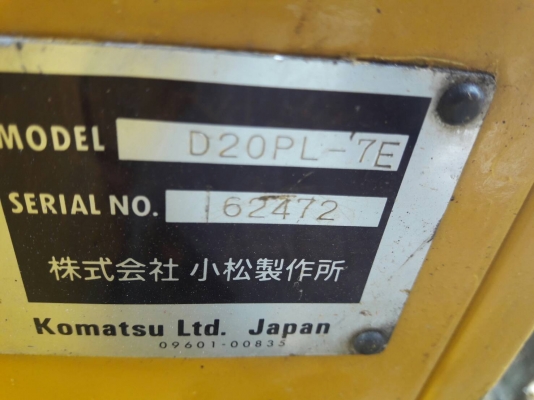 MODEL D20PL-7E
SERIAL NO. 62472
株式会社 小松製作所
Komatsu Ltd. Japan
09601-00835